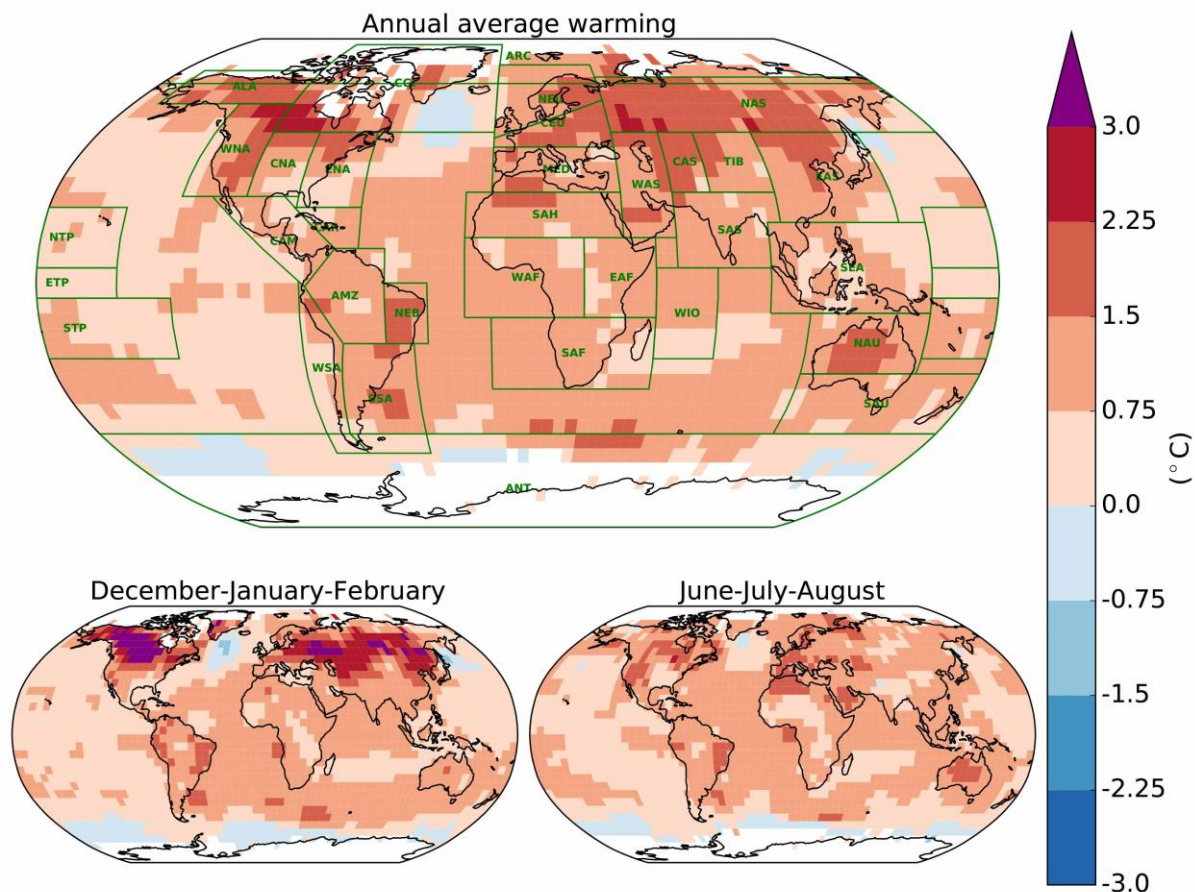 Annual average warming
ARC
CGI
ALA
NEU
NAS
CEU
WNA
CNA
ENA
MED
CAS
TIB
EAS
WAS
SAH
SAS
NTP
CAR
CAM
SEA
WAF
EAF
ETP
AMZ
NEB
WIO
STP
NAU
SAF
WSA
SSA
SAU
ANT
3.0
2.25
1.5
0.75
0.0
-0.75
-1.5
-2.25
-3.0
(°C)
December-January-February
June-July-August